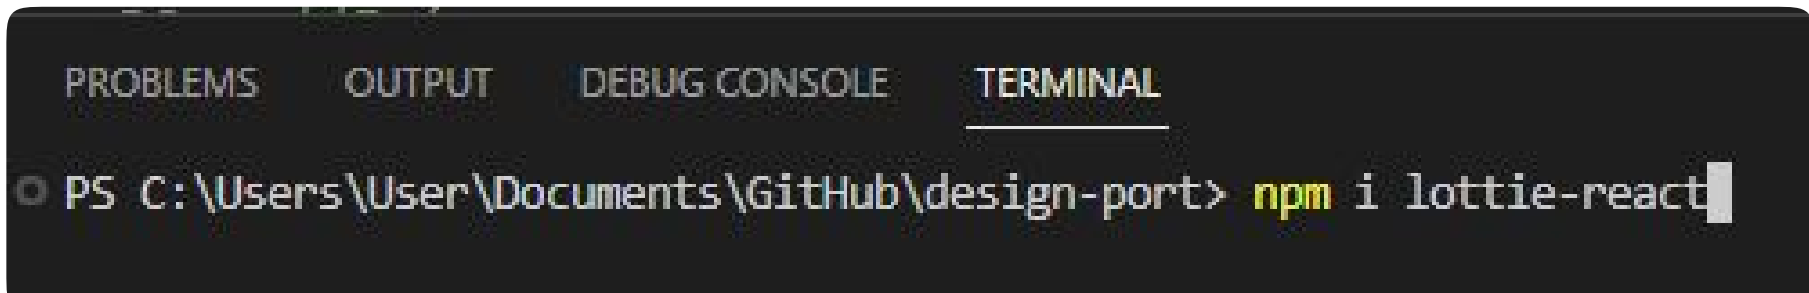 PROBLEMS OUTPUT DEBUG CONSOLE TERMINAL
PS C:\Users\User\Documents\GitHub\design-port> npm i lottie-react